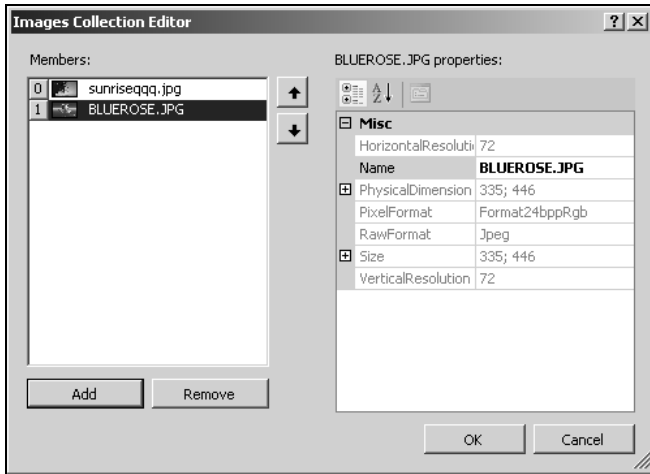 Images Collection Editor
Members:
0 sunriseqqq.jpg
1 BLUEROSE.JPG
Add Remove
BLUEROSE.JPG properties:
Misc
HorizontalResoluti 72
Name BLUEROSE.JPG
PhysicalDimension 335; 446
PixelFormat Format24bppRgb
RawFormat Jpeg
Size 335; 446
VerticalResolution 72
OK Cancel